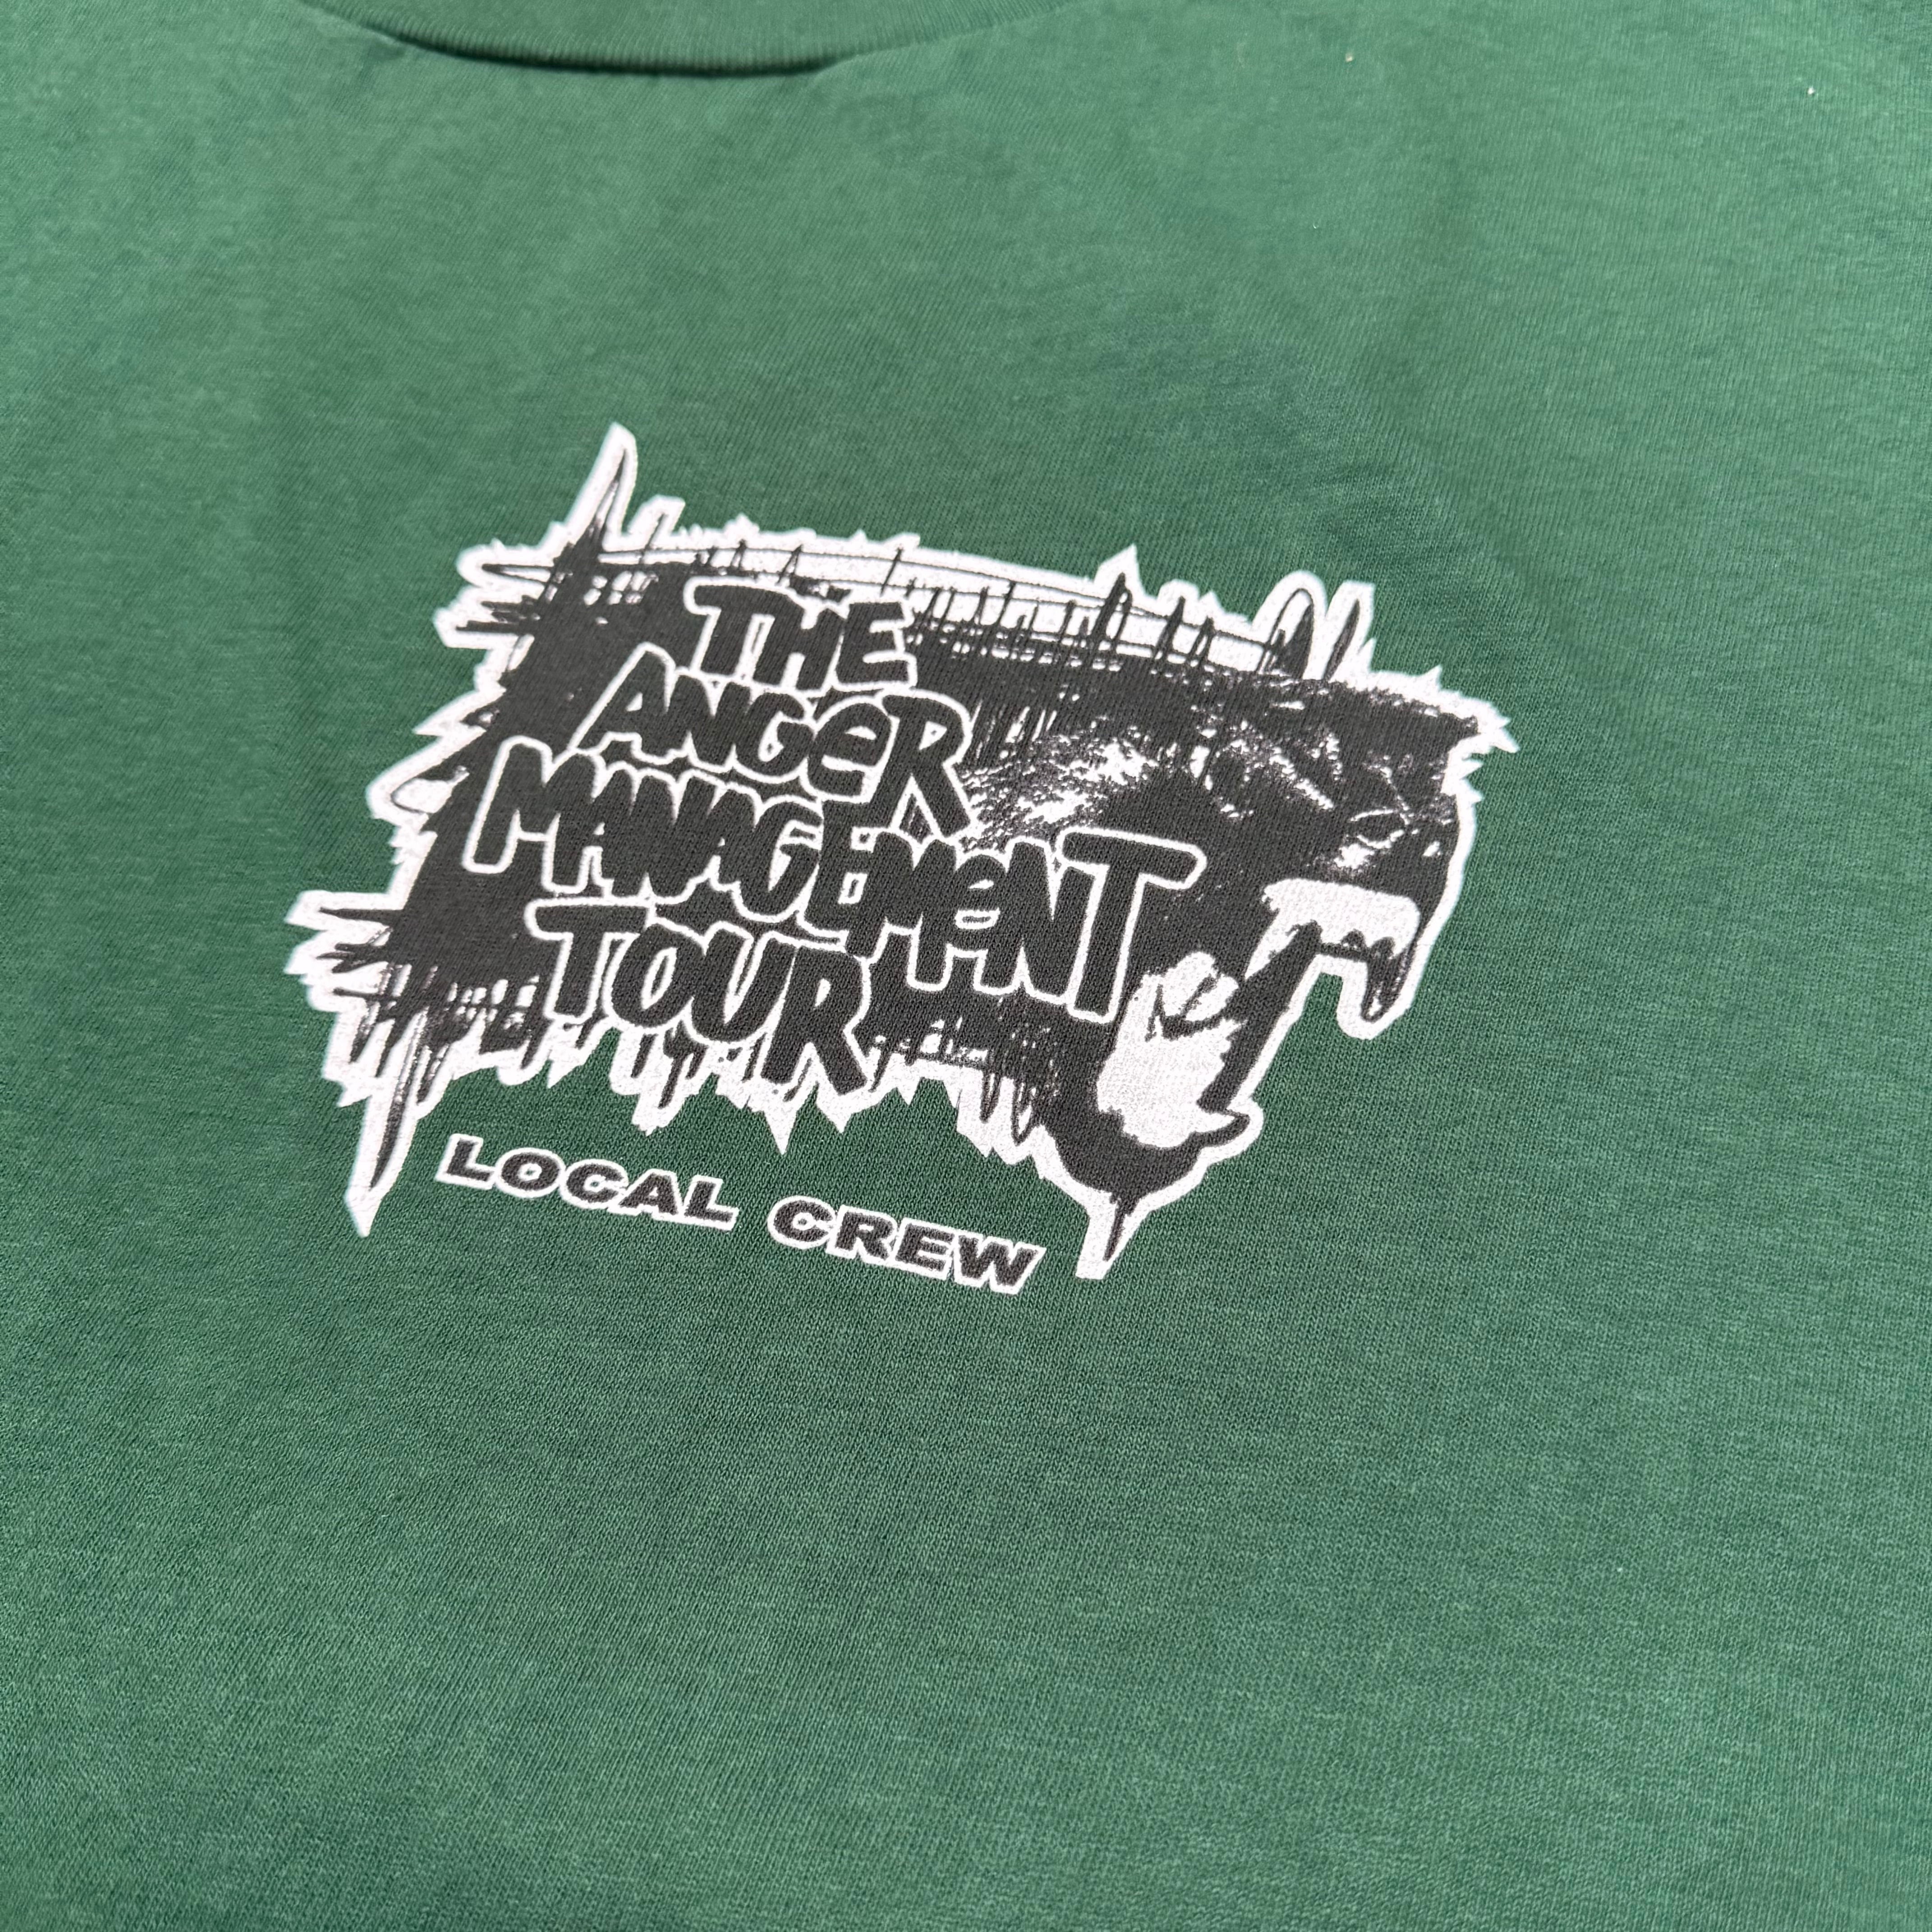 THE
ANGeR
MANAGEMeNT
TOUR
LOCAL CREW